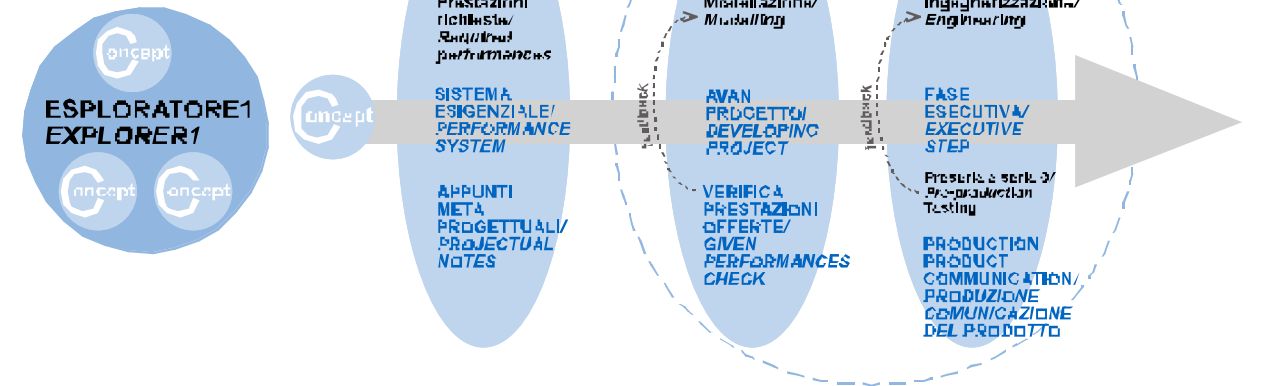 Concept
ESPLORATORE1
EXPLORER1
Concept
Concept
Concept
Prestazioni
richieste/
Required
performances
SISTEMA
ESIGENZIALE/
PERFORMANCE
SYSTEM
APPUNTI
META
PROGETTUALI/
PROJECTUAL
NOTES
feedback
Modellazione/
Modelling
AVAN
PROGETTO/
DEVELOPING
PROJECT
VERIFICA
PRESTAZIONI
OFFERTE/
GIVEN
PERFORMANCES
CHECK
feedback
Ingegnerizzazione/
Engineering
FASE
ESECUTIVA/
EXECUTIVE
STEP
Preserie e serie 0/
Pre-production
Testing
PRODUCTION
PRODUCT
COMMUNICATION/
PRODUZIONE
COMUNICAZIONE
DEL PRODOTTO